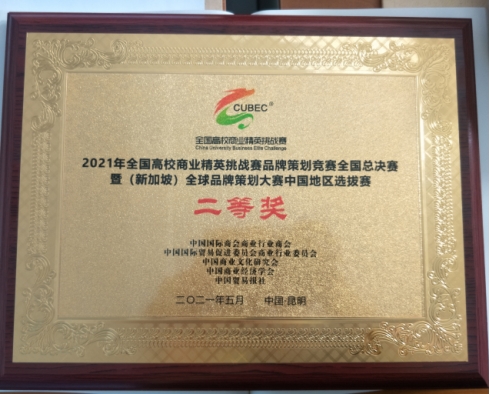 CUBEC®
全国高校商业精英挑战赛
China University Business Elite Challenge
2021年全国高校商业精英挑战赛品牌策划竞赛全国总决赛
暨（新加坡）全球品牌策划大赛中国地区选拔赛
二等奖
中国国际商会商业行业商会
中国国际贸易促进委员会商业行业委员会
中国商业文化研究会
中国商业经济学会
中国贸易报社
二〇二一年五月 中国·昆明